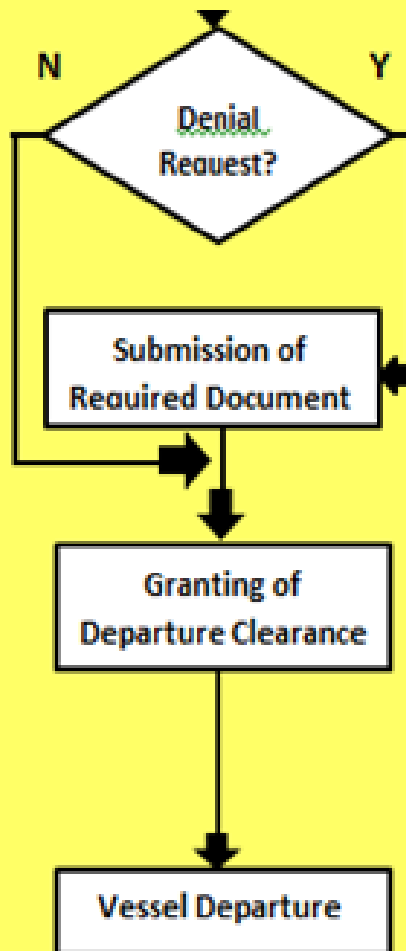 N
Y
Denial
Request?
Submission of
Required Document
Granting of
Departure Clearance
Vessel Departure